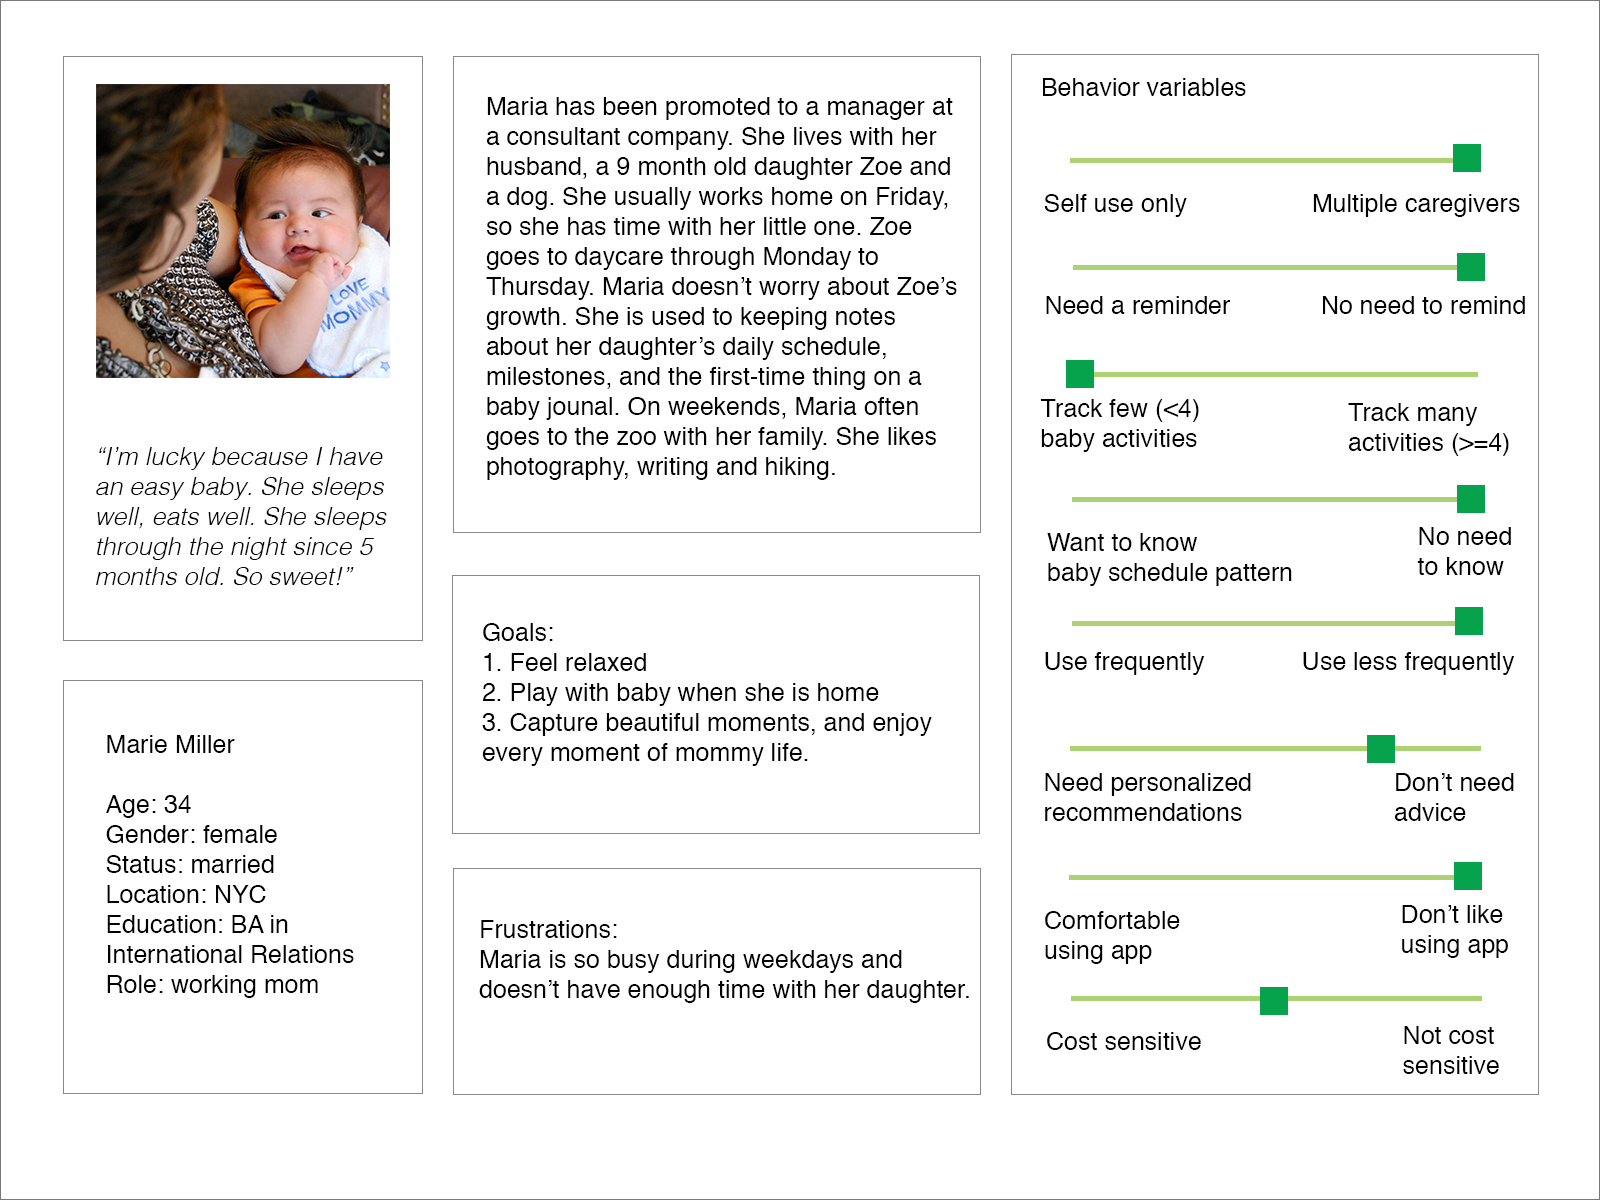 I LOVE
MOMMY
“I’m lucky because I have
an easy baby. She sleeps
well, eats well. She sleeps
through the night since 5
months old. So sweet!”
Marie Miller
Age: 34
Gender: female
Status: married
Location: NYC
Education: BA in
International Relations
Role: working mom
Maria has been promoted to a manager at
a consultant company. She lives with her
husband, a 9 month old daughter Zoe and
a dog. She usually works home on Friday,
so she has time with her little one. Zoe
goes to daycare through Monday to
Thursday. Maria doesn’t worry about Zoe’s
growth. She is used to keeping notes
about her daughter’s daily schedule,
milestones, and the first-time thing on a
baby jounal. On weekends, Maria often
goes to the zoo with her family. She likes
photography, writing and hiking.
Goals:
1. Feel relaxed
2. Play with baby when she is home
3. Capture beautiful moments, and enjoy
every moment of mommy life.
Frustrations:
Maria is so busy during weekdays and
doesn’t have enough time with her daughter.
Behavior variables
Self use only
Multiple caregivers
Need a reminder
No need to remind
Track few (<4)
baby activities
Track many
activities (>=4)
Want to know
baby schedule pattern
No need
to know
Use frequently
Use less frequently
Need personalized
recommendations
Don’t need
advice
Comfortable
using app
Don’t like
using app
Cost sensitive
Not cost
sensitive